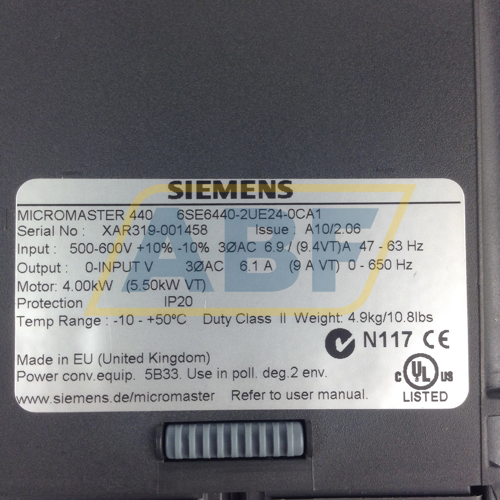 SIEMENS
MICROMASTER 440 6SE6440-2UE24-0CA1
Serial No : XAR319-001458 Issue : A10/2.06
Input : 500-600V +10% -10% 3ØAC 6.9 / (9.4VT)A 47 - 63 Hz
Output : 0-INPUT V 3ØAC 6.1 A (9 A VT) 0 - 650 Hz
Motor: 4.00kW (5.50kW VT)
Protection IP20
Temp Range : -10 - +50ºC Duty Class II Weight: 4.9kg/10.8lbs
N117 CE
Made in EU (United Kingdom)
Power conv.equip. 5B33. Use in poll. deg.2 env.
c UL US
www.siemens.de/micromaster Refer to user manual. LISTED
ABF